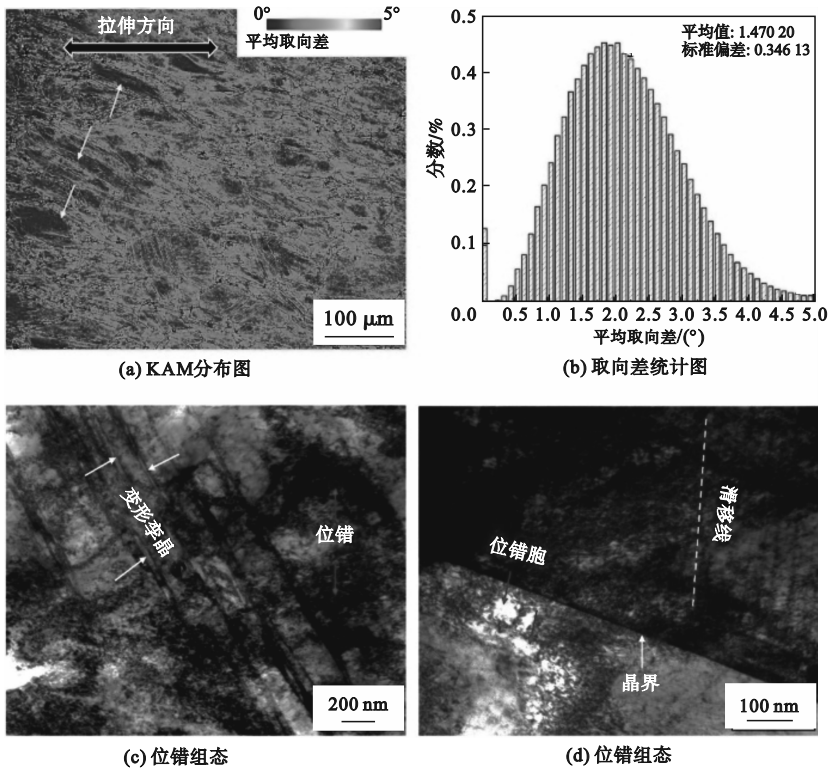 拉伸方向
0° 5°
平均取向差
100 μm
(a) KAM分布图
平均值: 1.470 20
标准偏差: 0.346 13
分数/%
0.5
0.4
0.3
0.2
0.1
0.0 0.5 1.0 1.5 2.0 2.5 3.0 3.5 4.0 4.5 5.0
平均取向差/(°)
(b) 取向差统计图
变形孪晶
位错
200 nm
(c) 位错组态
滑移线
位错胞
晶界
100 nm
(d) 位错组态